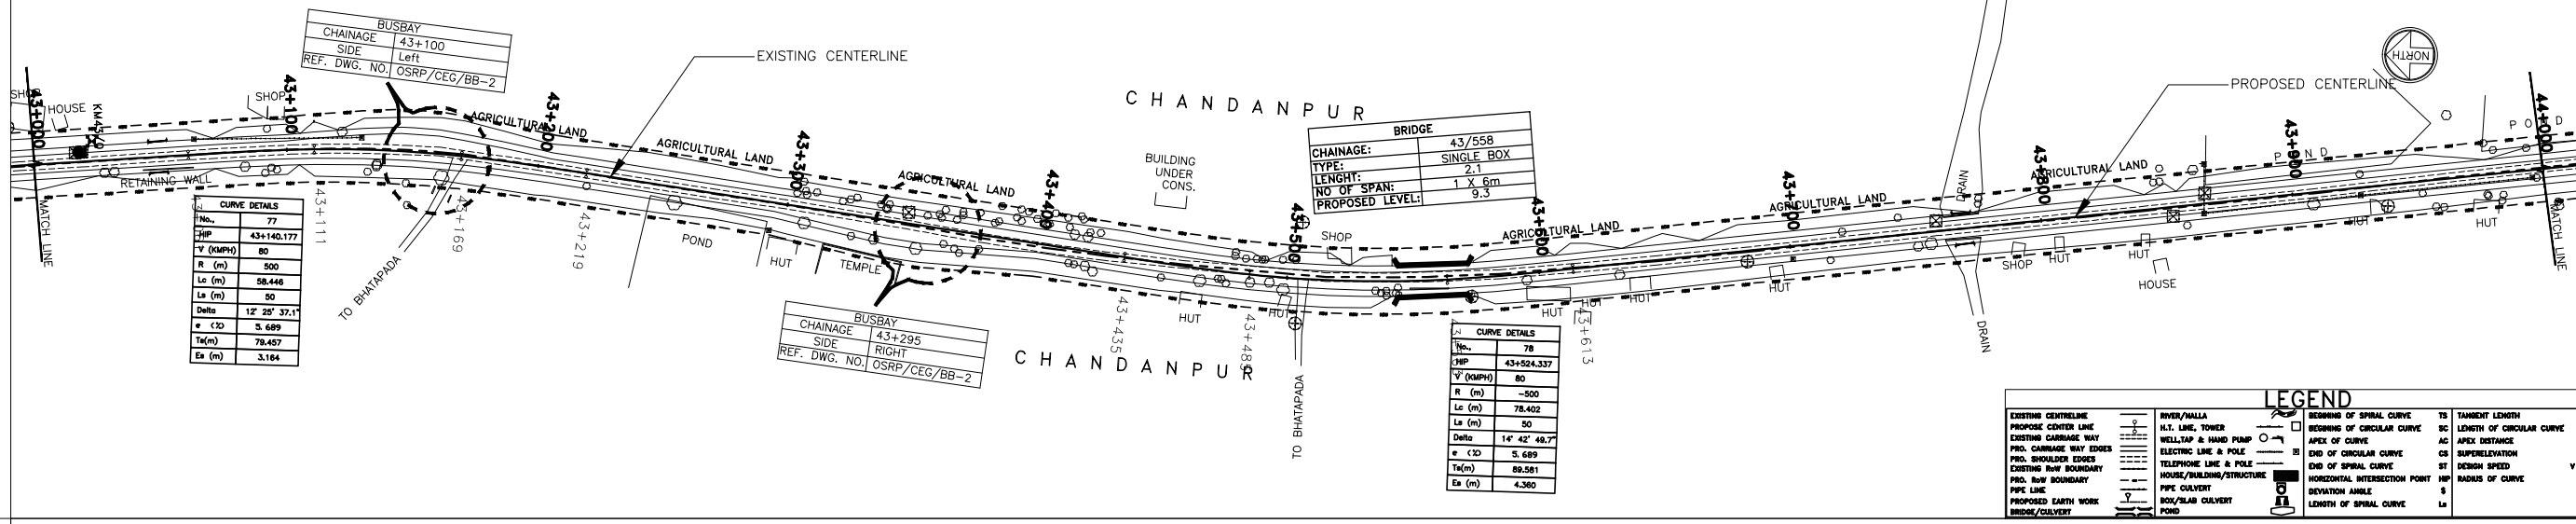 BUSBAY
CHAINAGE 43+100
SIDE Left
REF. DWG. NO. OSRP/CEG/BB-2
EXISTING CENTERLINE
CHANDANPUR
PROPOSED CENTERLINE
NORTH
SHOP
HOUSE
43+000
SHOP
43+100
AGRICULTURAL LAND
43+200
AGRICULTURAL LAND
43+300
AGRICULTURAL LAND
43+400
BUILDING
UNDER
CONS.
BRIDGE
CHAINAGE: 43/558
TYPE: SINGLE BOX
LENGHT: 2.1
NO OF SPAN: 1 X 6m
PROPOSED LEVEL: 9.3
43+500
SHOP
AGRICULTURAL LAND
43+600
AGRICULTURAL LAND
43+700
DRAIN
AGRICULTURAL LAND
43+800
POND
43+900
POND
44+000
MATCH LINE
RETAINING WALL
43+111
TO BHATAPADA
43+169
43+219
POND
HUT
TEMPLE
43+435
HUT
43+485
HUT
TO BHATAPADA
HUT
HUT
43+613
HUT
HUT
DRAIN
SHOP
HUT
HUT
HOUSE
HUT
HUT
MATCH LINE
CURVE DETAILS
No., 77
HIP 43+140.177
V (KMPH) 80
R (m) 500
Lc (m) 58.446
Ls (m) 50
Delta 12° 25' 37.1"
e (%) 5.689
Ts(m) 79.457
Es (m) 3.164
BUSBAY
CHAINAGE 43+295
SIDE RIGHT
REF. DWG. NO. OSRP/CEG/BB-2
CHANDANPUR
CURVE DETAILS
No., 78
HIP 43+524.337
V (KMPH) 80
R (m) -500
Lc (m) 78.402
Ls (m) 50
Delta 14° 42' 49.7"
e (%) 5.689
Ts(m) 89.581
Es (m) 4.360
LEGEND
EXISTING CENTRELINE
PROPOSE CENTER LINE
EXISTING CARRIAGE WAY
PRO. CARRIAGE WAY EDGES
PRO. SHOULDER EDGES
EXISTING RoW BOUNDARY
PRO. RoW BOUNDARY
PIPE LINE
PROPOSED EARTH WORK
BRIDGE/CULVERT
RIVER/NALLA
H.T. LINE, TOWER
WELL,TAP & HAND PUMP
ELECTRIC LINE & POLE
TELEPHONE LINE & POLE
HOUSE/BUILDING/STRUCTURE
PIPE CULVERT
BOX/SLAB CULVERT
POND
BEGINING OF SPIRAL CURVE TS
BEGINING OF CIRCULAR CURVE SC
APEX OF CURVE AC
END OF CIRCULAR CURVE CS
END OF SPIRAL CURVE ST
HORIZONTAL INTERSECTION POINT HIP
DEVIATION ANGLE
LENGTH OF SPIRAL CURVE Ls
TANGENT LENGTH
LENGTH OF CIRCULAR CURVE
APEX DISTANCE
SUPERELEVATION
DESIGN SPEED V
RADIUS OF CURVE